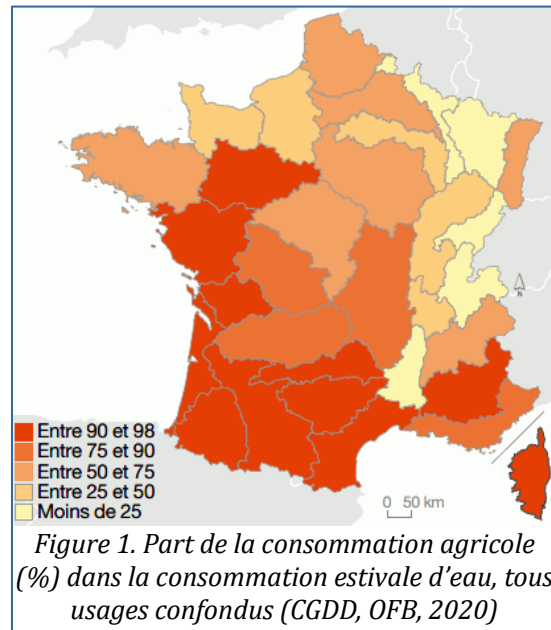 Entre 90 et 98
Entre 75 et 90
Entre 50 et 75
Entre 25 et 50
Moins de 25
N
0 50 km
Figure 1. Part de la consommation agricole
(%) dans la consommation estivale d'eau, tous
usages confondus (CGDD, OFB, 2020)